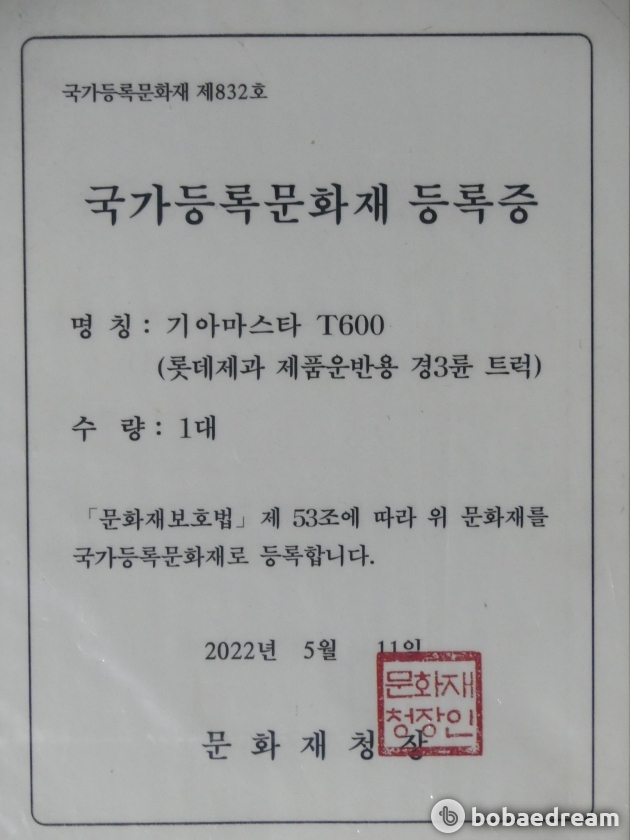 국가등록문화재 제832호
국가등록문화재 등록증
명 칭 : 기아마스타 T600
(롯데제과 제품운반용 경3륜 트럭)
수 량 : 1대
「문화재보호법」 제 53조에 따라 위 문화재를
국가등록문화재로 등록합니다.
2022년 5월 11일
문 화 재 청 장
문화재
청장인
bobaedream